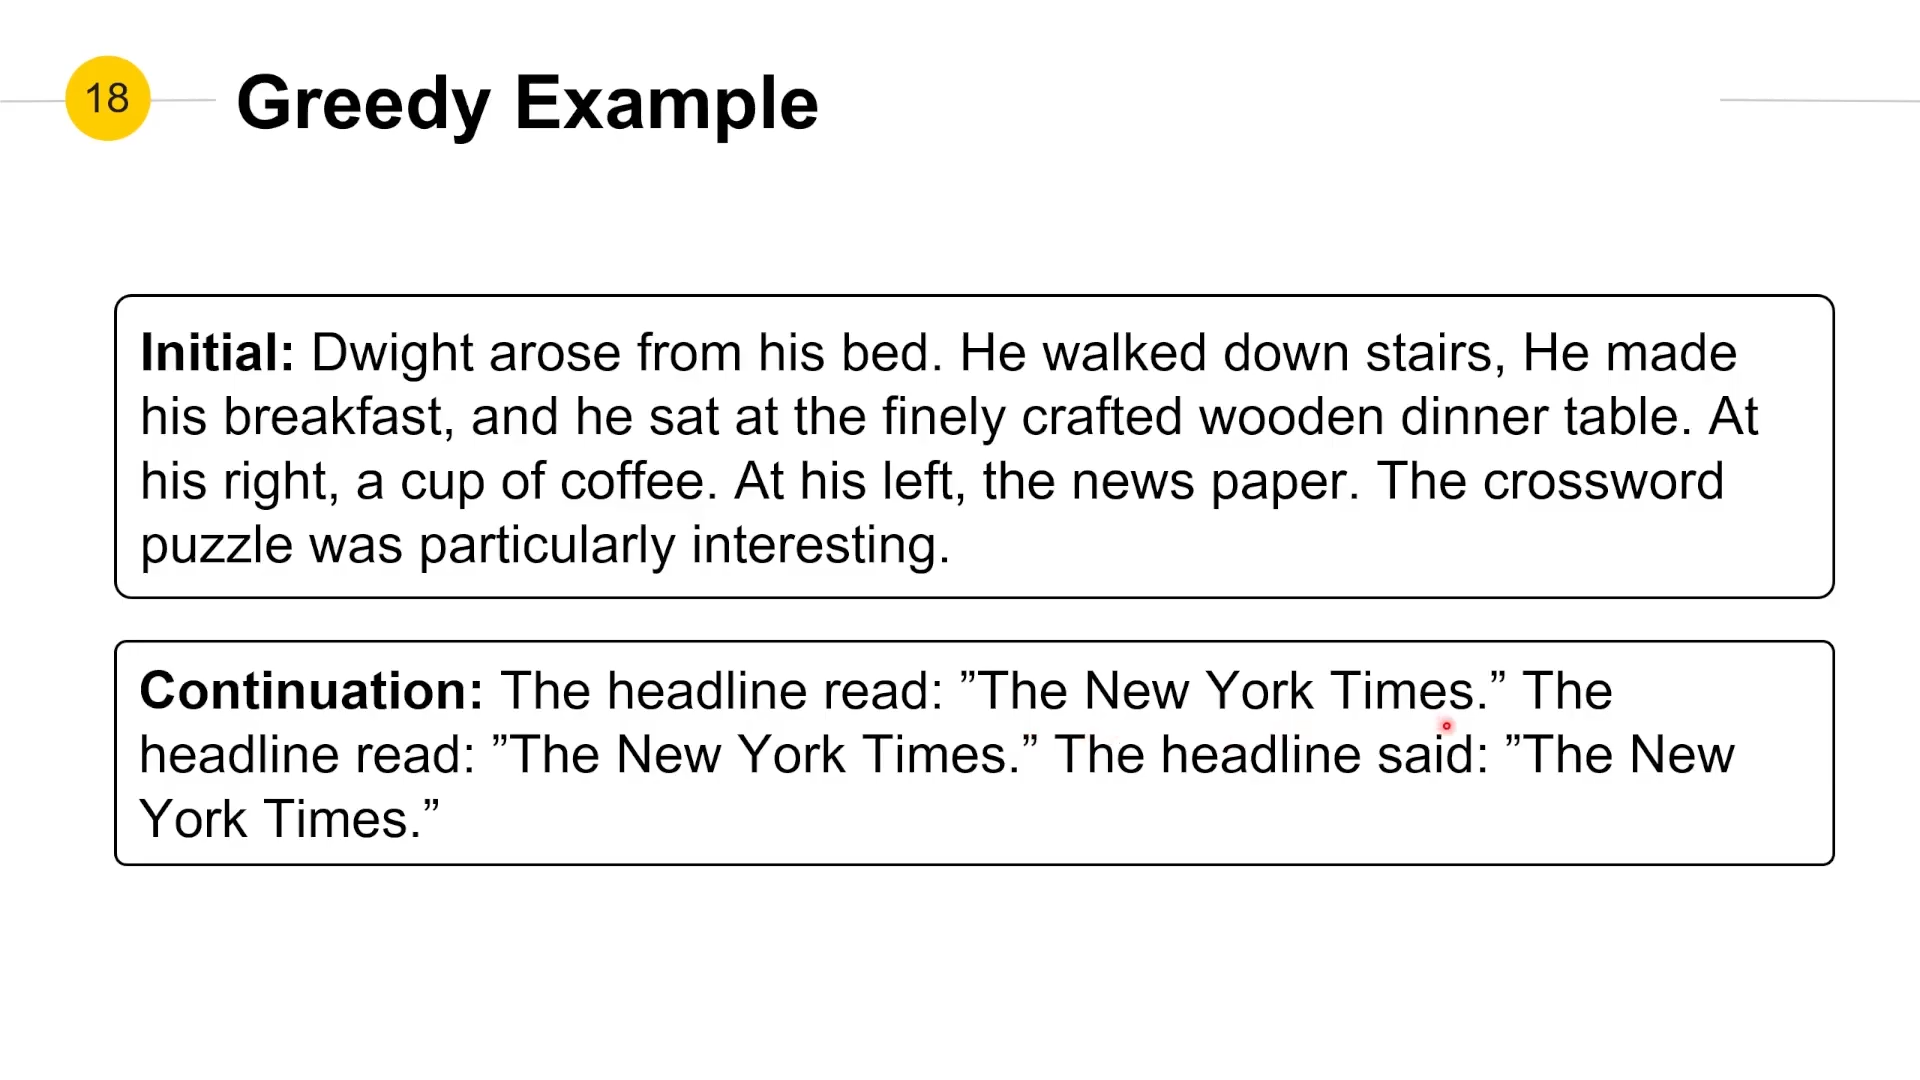 18
Greedy Example
Initial: Dwight arose from his bed. He walked down stairs, He made
his breakfast, and he sat at the finely crafted wooden dinner table. At
his right, a cup of coffee. At his left, the news paper. The crossword
puzzle was particularly interesting.
Continuation: The headline read: ”The New York Times.” The
headline read: ”The New York Times.” The headline said: ”The New
York Times.”